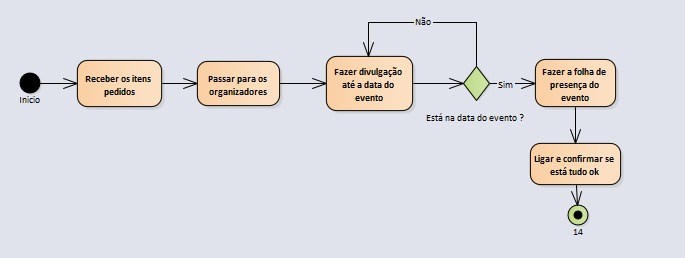 Não
Inicio
Receber os itens
pedidos
Passar para os
organizadores
Fazer divulgação
até a data do
evento
Está na data do evento ?
Sim
Fazer a folha de
presença do
evento
Ligar e confirmar se
está tudo ok
14